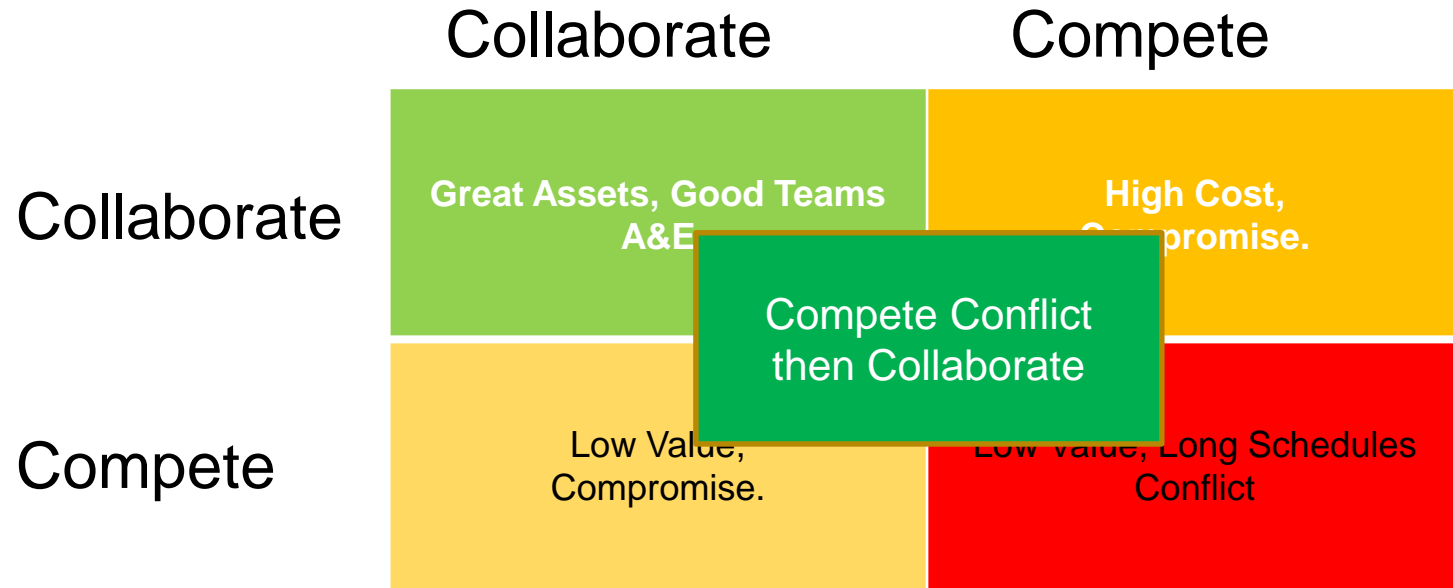 Collaborate Compete
Collaborate
Great Assets, Good Teams
A&E
High Cost,
Compromise.
Compete Conflict
then Collaborate
Compete
Low Value,
Compromise.
Low Value, Long Schedules
Conflict